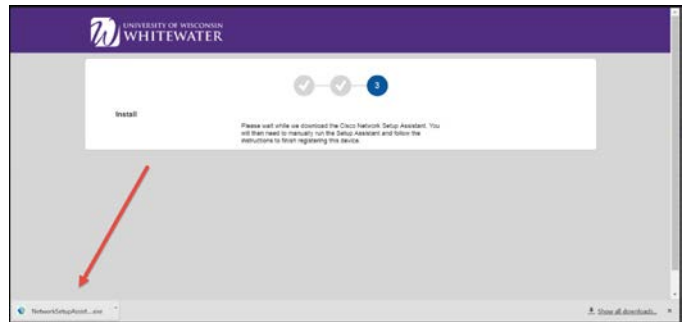 UNIVERSITY OF WISCONSIN
WHITEWATER
3
Install
Please wait while we download the Cisco Network Setup Assistant. You
will then need to manually run the Setup Assistant and follow the
instructions to finish registering this device.
NetworkSetupAssist...exe
Show all downloads...